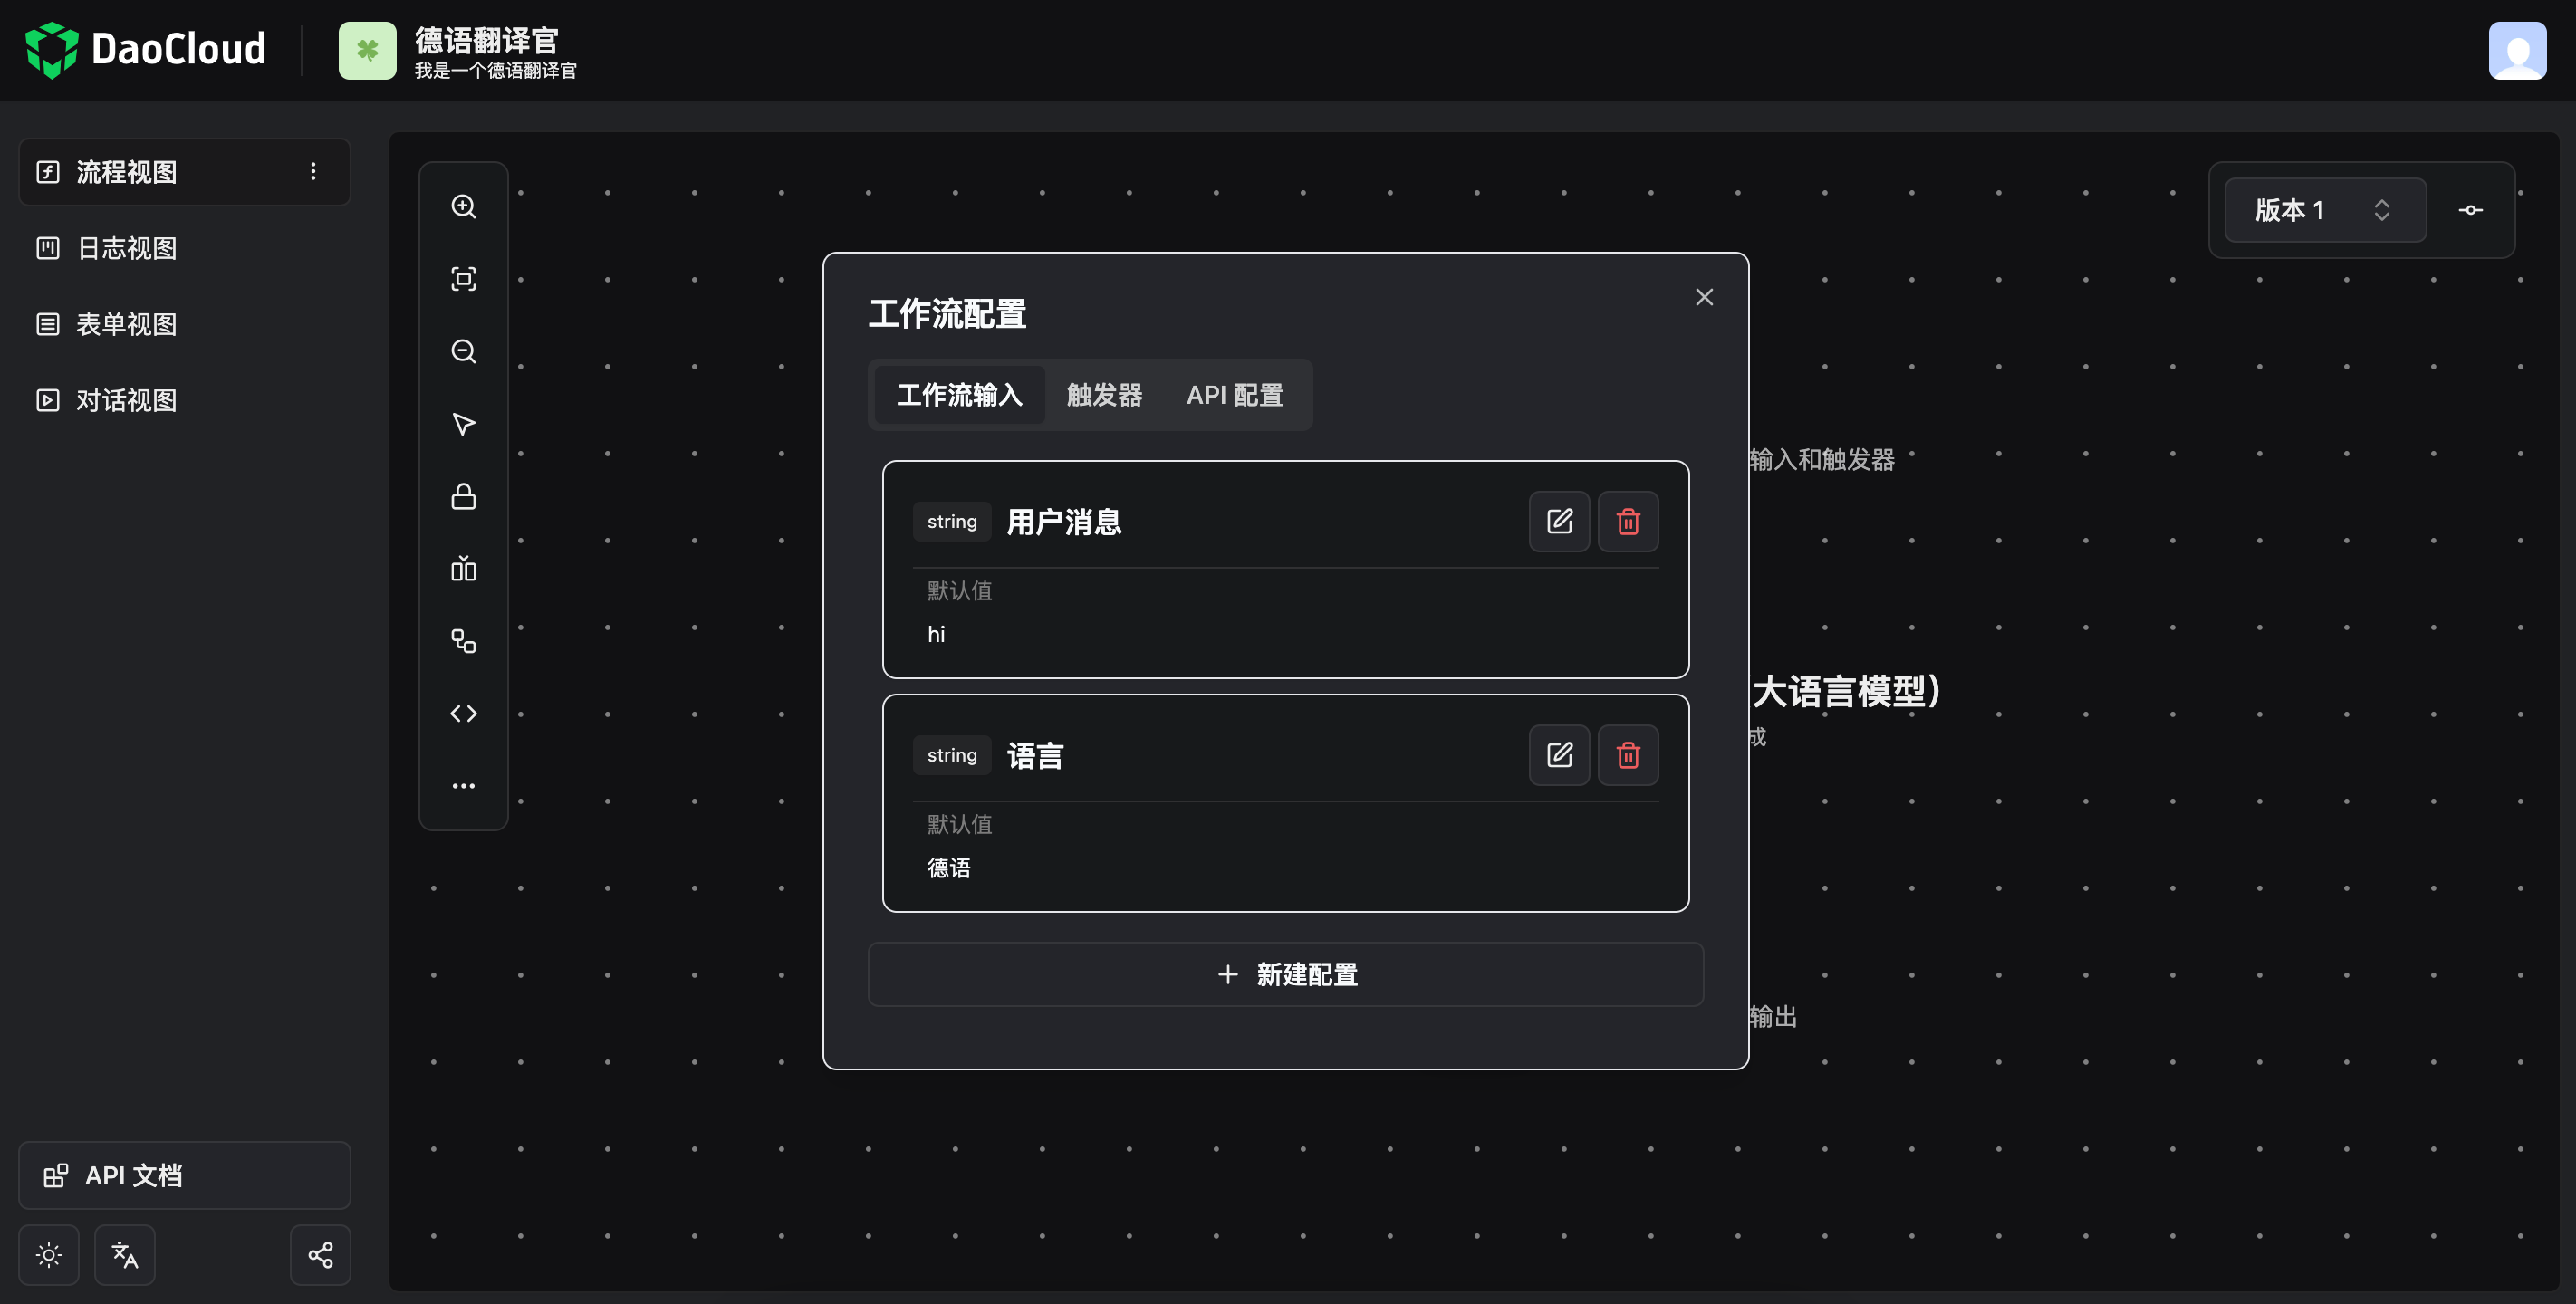 DaoCloud
德语翻译官
我是一个德语翻译官
流程视图
日志视图
表单视图
对话视图
API 文档
版本 1
工作流配置
工作流输入
触发器
API 配置
string 用户消息
默认值
hi
string 语言
默认值
德语
新建配置
输入和触发器
大语言模型)
成
输出